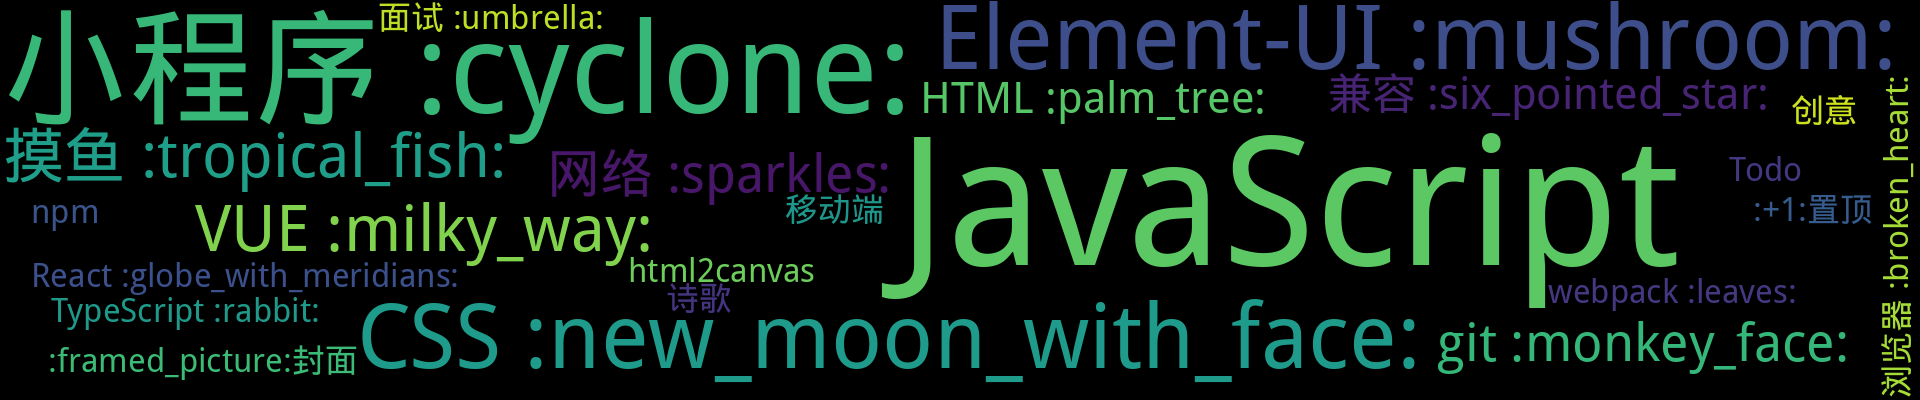 小程序 :cyclone:
面试 :umbrella:
Element-UI :mushroom:
HTML :palm_tree:
兼容 :six_pointed_star:
创意
浏览器 :broken_heart:
摸鱼 :tropical_fish:
网络 :sparkles:
JavaScript
Todo
npm
VUE :milky_way:
移动端
:+1:置顶
React :globe_with_meridians:
html2canvas
诗歌
webpack :leaves:
TypeScript :rabbit:
CSS :new_moon_with_face:
git :monkey_face:
:framed_picture:封面